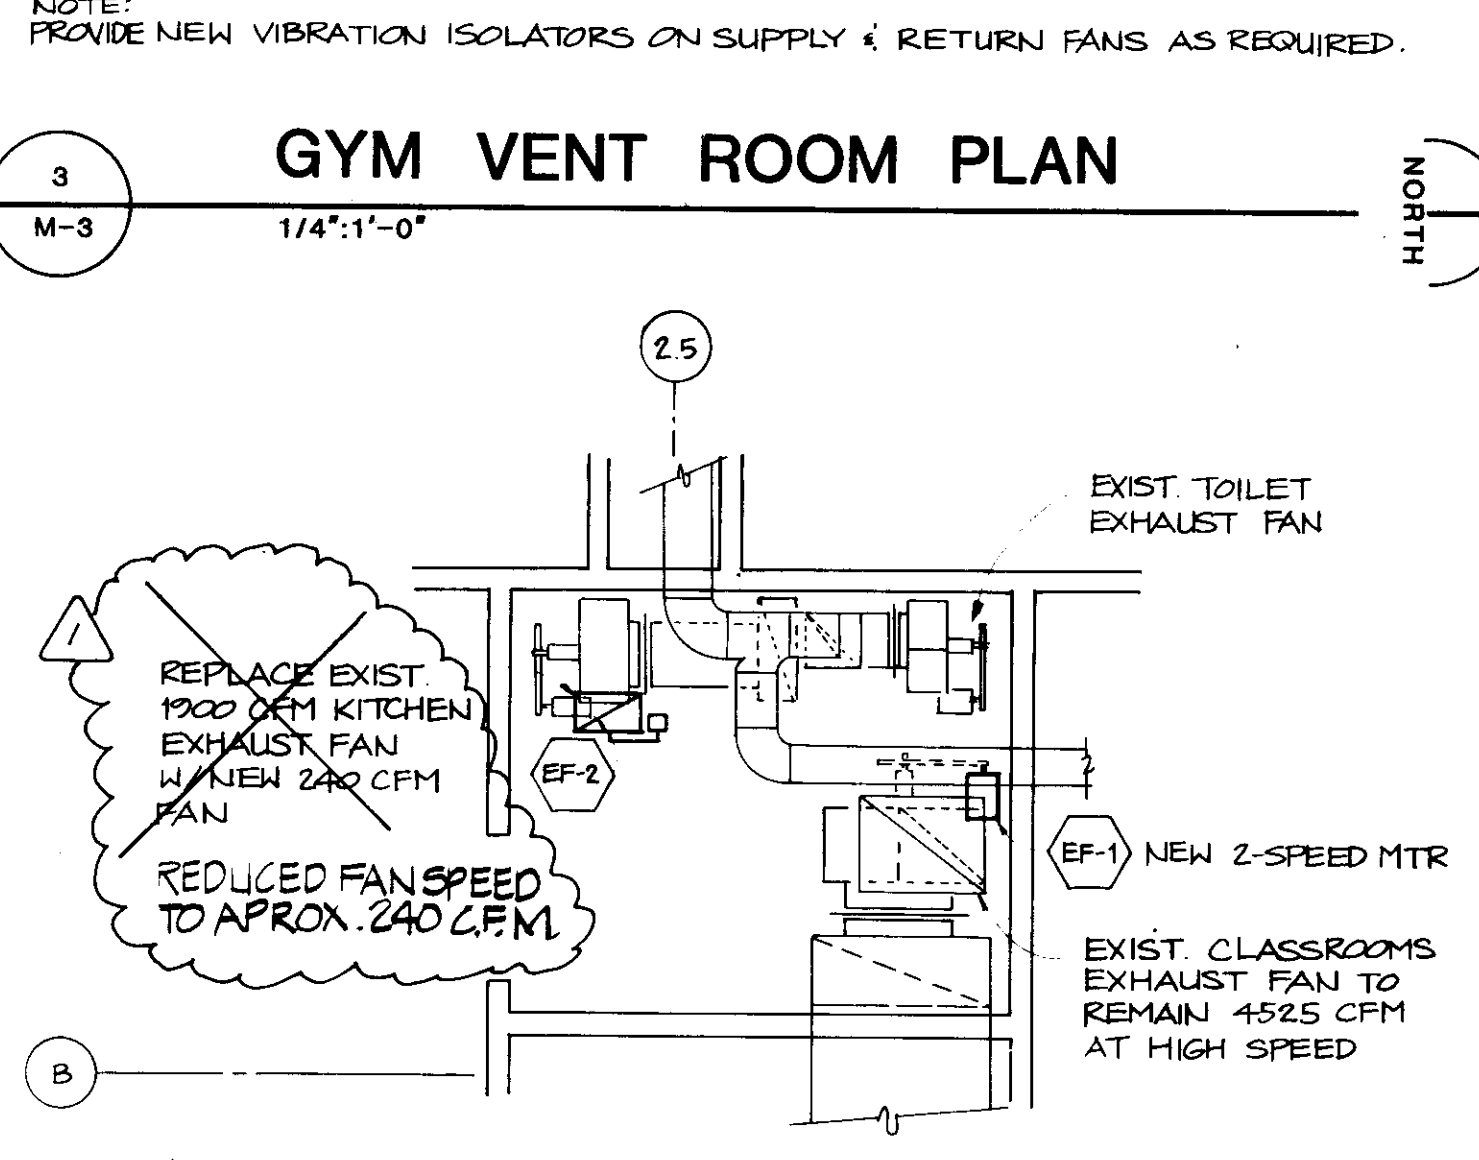 NOTE:
PROVIDE NEW VIBRATION ISOLATORS ON SUPPLY & RETURN FANS AS REQUIRED.
3
M-3
GYM VENT ROOM PLAN
1/4":1'-0"
NORTH
2.5
EXIST. TOILET
EXHAUST FAN
1
REPLACE EXIST.
1900 CFM KITCHEN
EXHAUST FAN
W/ NEW 240 CFM
FAN
REDUCED FAN SPEED
TO APROX. 240 C.F.M.
EF-2
2
EF-1 NEW 2-SPEED MTR
EXIST. CLASSROOMS
EXHAUST FAN TO
REMAIN 4525 CFM
AT HIGH SPEED
B